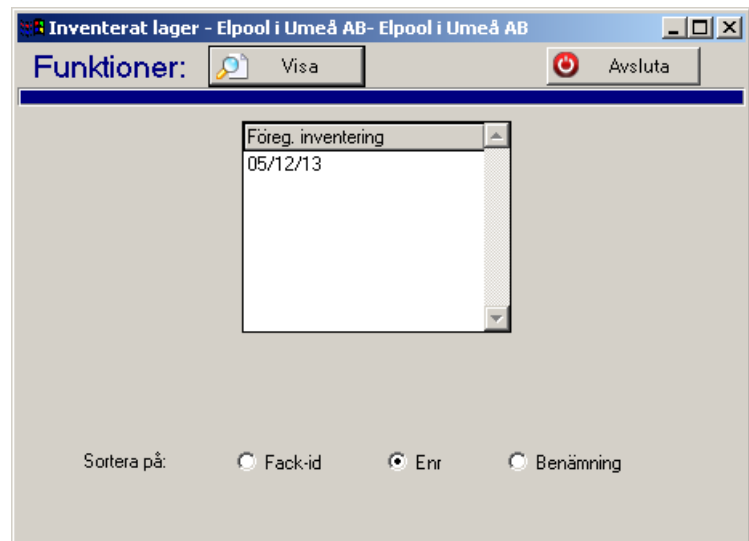 Inventerat lager - Elpool i Umeå AB- Elpool i Umeå AB
Funktioner: Visa Avsluta
Föreg. inventering
05/12/13
Sortera på: Fack-id Enr Benämning